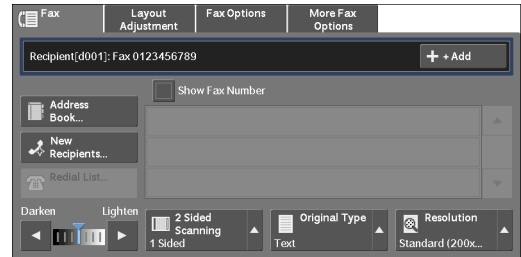 Fax
Layout
Adjustment
Fax Options
More Fax
Options
Recipient[d001]: Fax 0123456789
+ Add
Show Fax Number
Address
Book...
New
Recipients...
Redial List...
Darken
Lighten
2 Sided
Scanning
1 Sided
Original Type
Text
Resolution
Standard (200x...